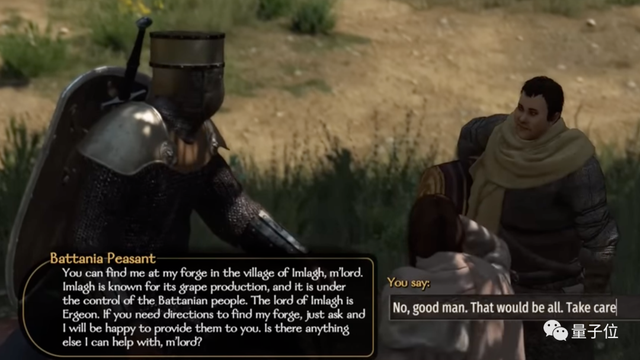 Battania Peasant
You can find me at my forge in the village of Imlagh, m'lord.
Imlagh is known for its grape production, and it is under
the control of the Battanian people. The lord of Imlagh is
Ergeon. If you need directions to find my forge, just ask and
I will be happy to provide them to you. Is there anything
else I can help with, m'lord?
You say:
No, good man. That would be all. Take care
量子位